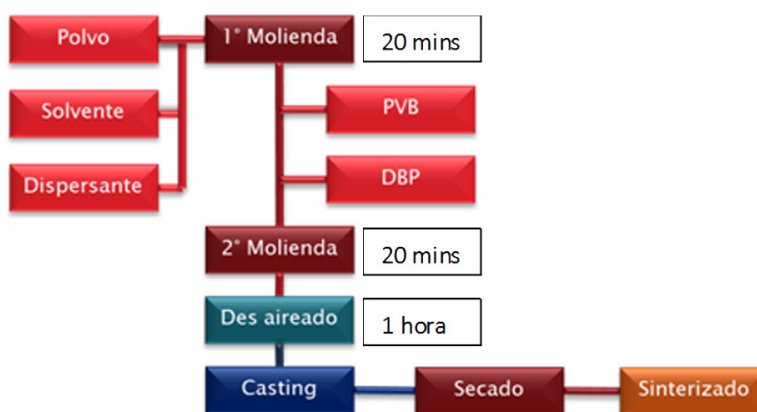 Polvo
1° Molienda
20 mins
Solvente
PVB
Dispersante
DBP
2° Molienda
20 mins
Des aireado
1 hora
Casting
Secado
Sinterizado